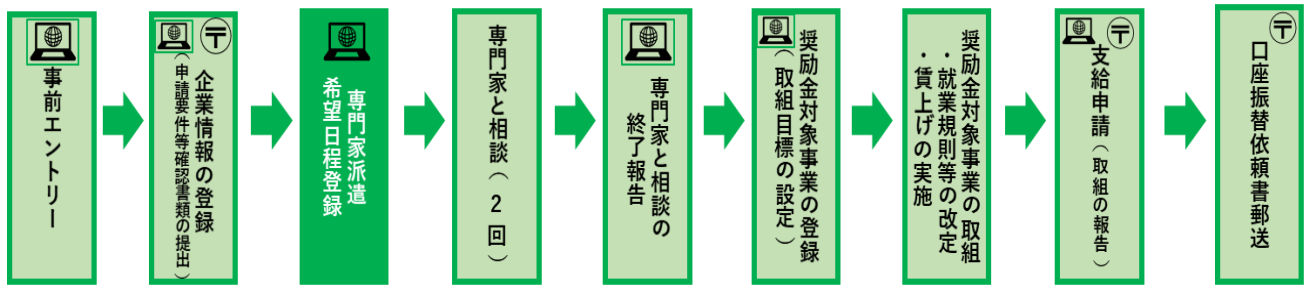 事前エントリー
〒
企業情報の登録
（申請要件等確認書類の提出）
専門家派遣
希望日程登録
専門家と相談（２回）
専門家と相談の
終了報告
奨励金対象事業の登録
（取組目標の設定）
奨励金対象事業の取組
・就業規則等の改定
・賃上げの実施
〒
支給申請（取組の報告）
〒
口座振替依頼書郵送